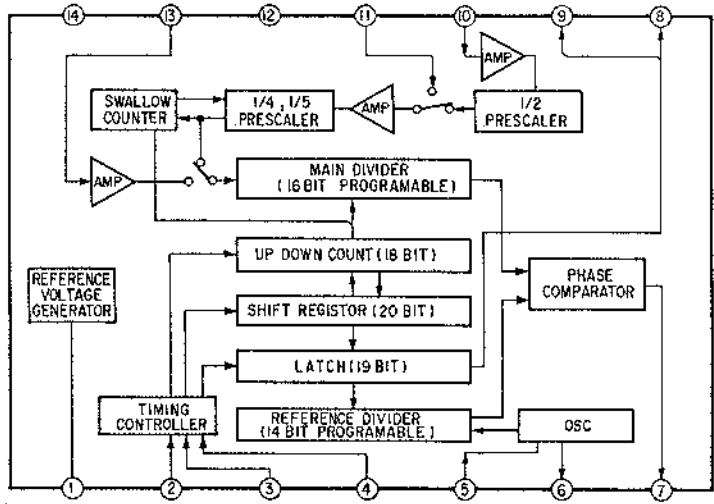 14 13 12 11 10 9 8
AMP
SWALLOW
COUNTER
1/4, 1/5
PRESCALER
AMP
1/2
PRESCALER
AMP
MAIN DIVIDER
(16 BIT PROGRAMABLE)
UP DOWN COUNT (18 BIT)
REFERENCE
VOLTAGE
GENERATOR
PHASE
COMPARATOR
SHIFT REGISTOR (20 BIT)
LATCH (19 BIT)
TIMING
CONTROLLER
REFERENCE DIVIDER
(14 BIT PROGRAMABLE)
OSC
1 2 3 4 5 6 7